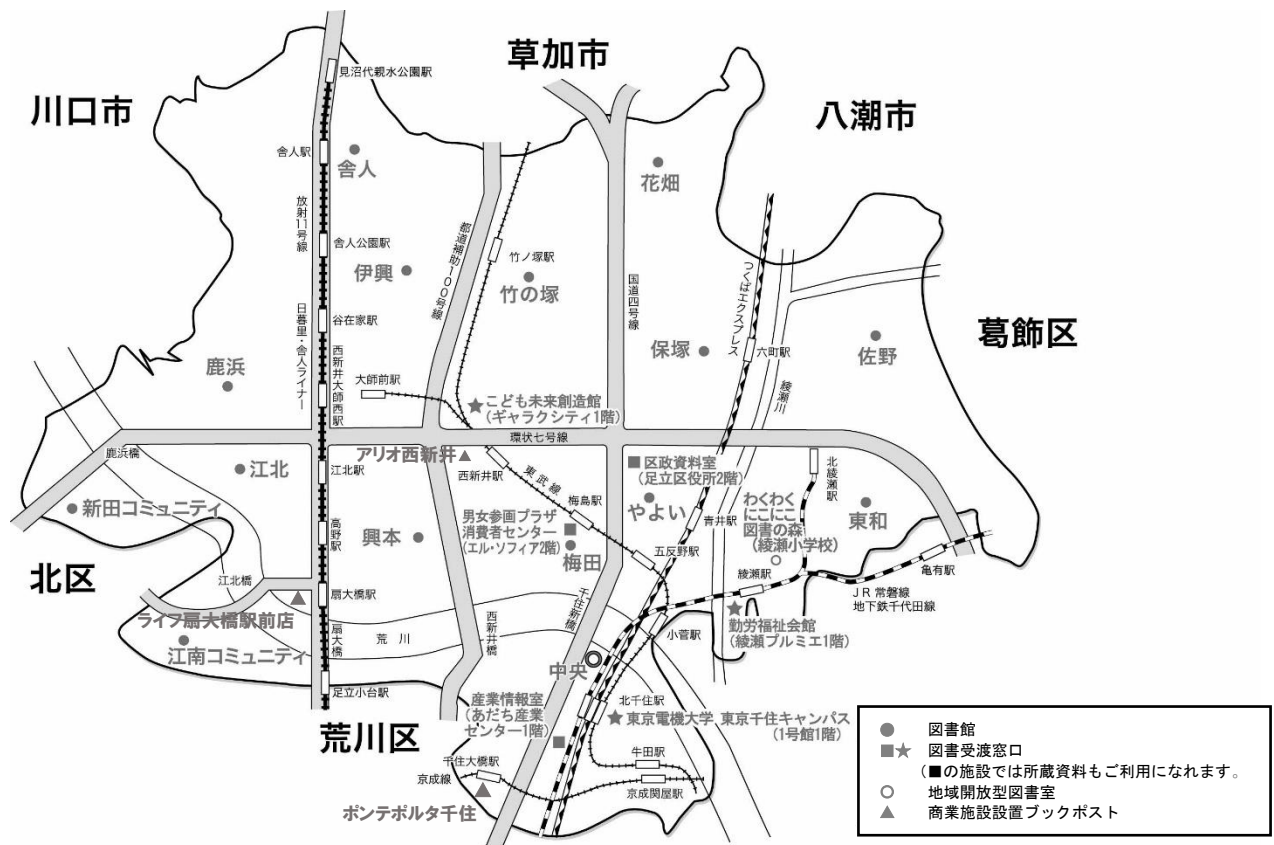 草加市
川口市
八潮市
葛飾区
北区
荒川区
見沼代親水公園駅
舎人駅
舎人
放射11号線
舎人公園駅
伊興
都道補助100号線
竹ノ塚駅
竹の塚
花畑
国道四号線
つくばエクスプレス
日暮里・舎人ライナー
谷在家駅
鹿浜
西新井大師西駅
大師前駅
保塚
六町駅
綾瀬川
佐野
こども未来創造館
(ギャラクシティ1階)
環状七号線
鹿浜橋
アリオ西新井
西新井駅
東武線
江北
江北駅
新田コミュニティ
区政資料室
(足立区役所2階)
北綾瀬駅
梅島駅
やよい
青井駅
わくわく
にこにこ
図書の森
(綾瀬小学校)
東和
高野駅
興本
男女参画プラザ
消費者センター
(エル・ソフィア2階)
梅田
五反野駅
綾瀬駅
亀有駅
JR常磐線
地下鉄千代田線
江北橋
扇大橋駅
ライフ扇大橋駅前店
江南コミュニティ
扇大橋
荒川
西新井橋
千住新橋
小菅駅
勤労福祉会館
(綾瀬プルミエ1階)
中央
足立小台駅
産業情報室
(あだち産業
センター1階)
北千住駅
東京電機大学 東京千住キャンパス
(1号館1階)
牛田駅
千住大橋駅
京成線
京成関屋駅
ポンテポルタ千住
図書館
図書受渡窓口
(■の施設では所蔵資料もご利用になれます。
地域開放型図書室
商業施設設置ブックポスト